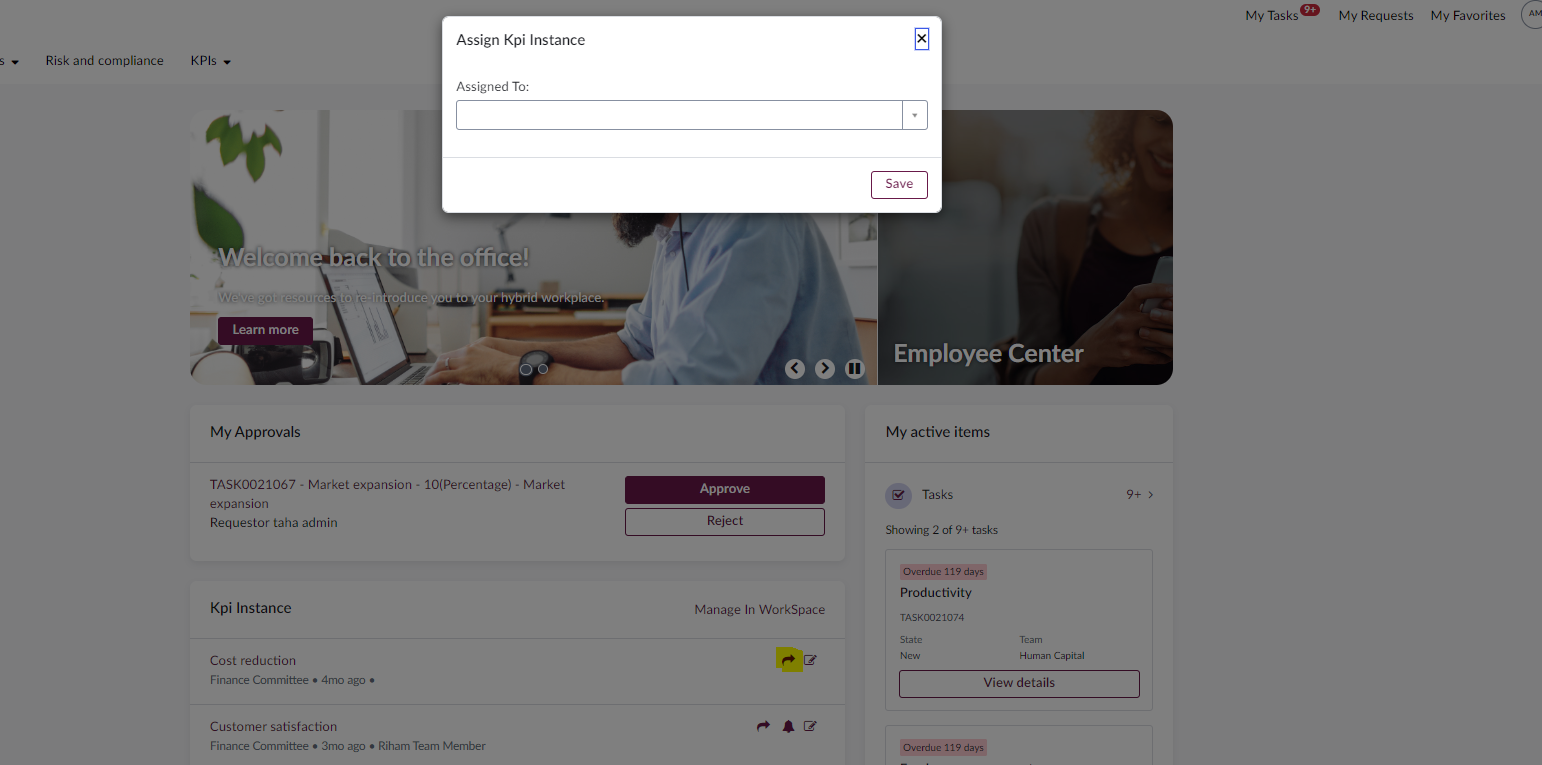 My Tasks 9+ My Requests My Favorites AM
s Risk and compliance KPIs
Assign Kpi Instance
Assigned To:
Save
Welcome back to the office!
We've got resources to re-introduce you to your hybrid workplace.
Learn more
Employee Center
My Approvals
TASK0021067 - Market expansion - 10(Percentage) - Market
expansion
Requestor taha admin
Approve
Reject
Kpi Instance Manage In WorkSpace
Cost reduction
Finance Committee • 4mo ago •
Customer satisfaction
Finance Committee • 3mo ago • Riham Team Member
My active items
Tasks 9+
Showing 2 of 9+ tasks
Overdue 119 days
Productivity
TASK0021074
State Team
New Human Capital
View details
Overdue 119 days